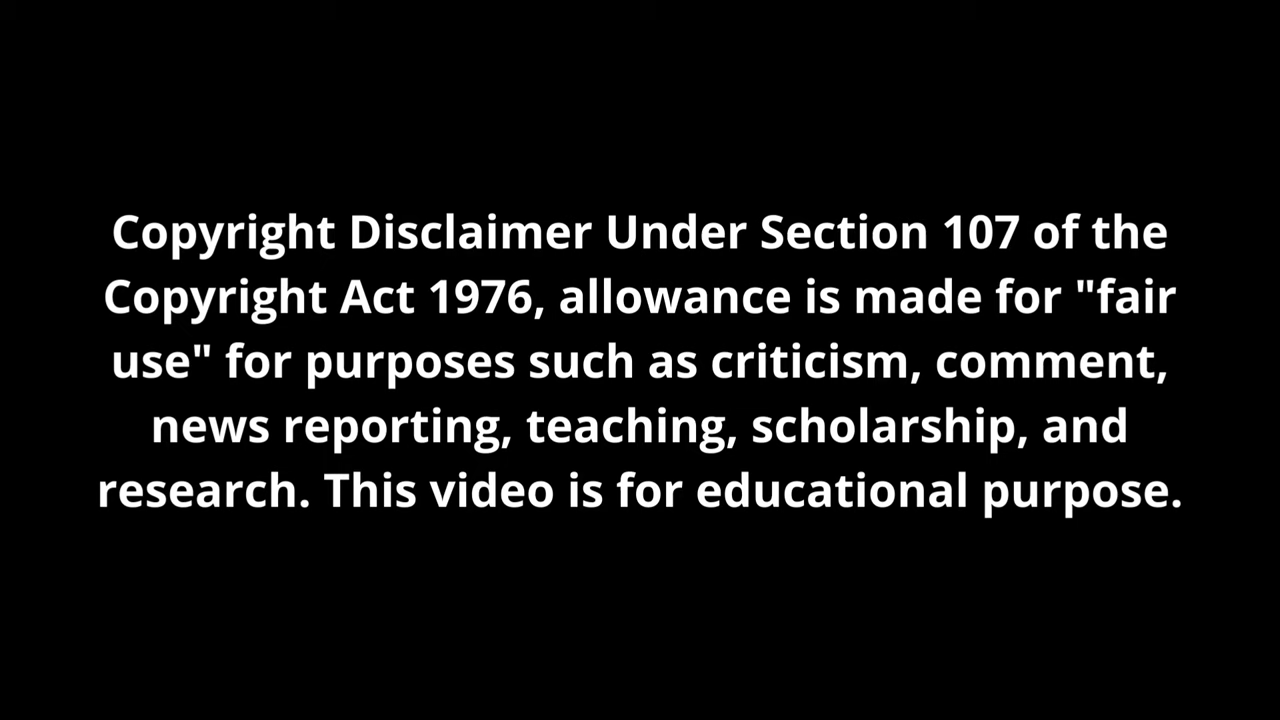 Copyright Disclaimer Under Section 107 of the
Copyright Act 1976, allowance is made for "fair
use" for purposes such as criticism, comment,
news reporting, teaching, scholarship, and
research. This video is for educational purpose.